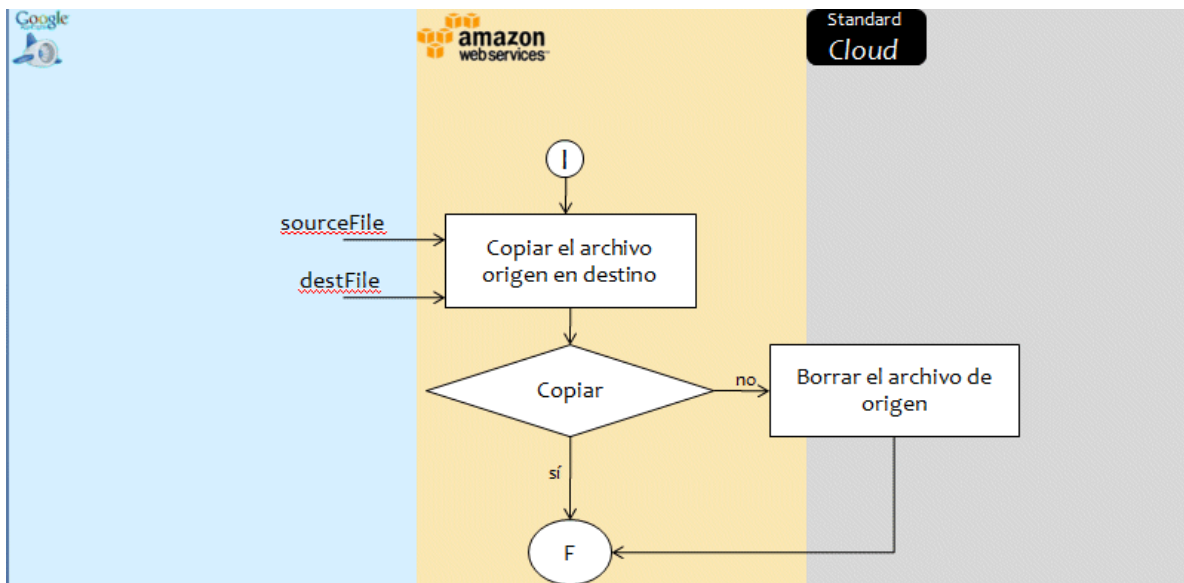 Google
amazon
webservices™
Standard
Cloud
I
sourceFile
Copiar el archivo
origen en destino
destFile
Copiar
no
Borrar el archivo de
origen
sí
F